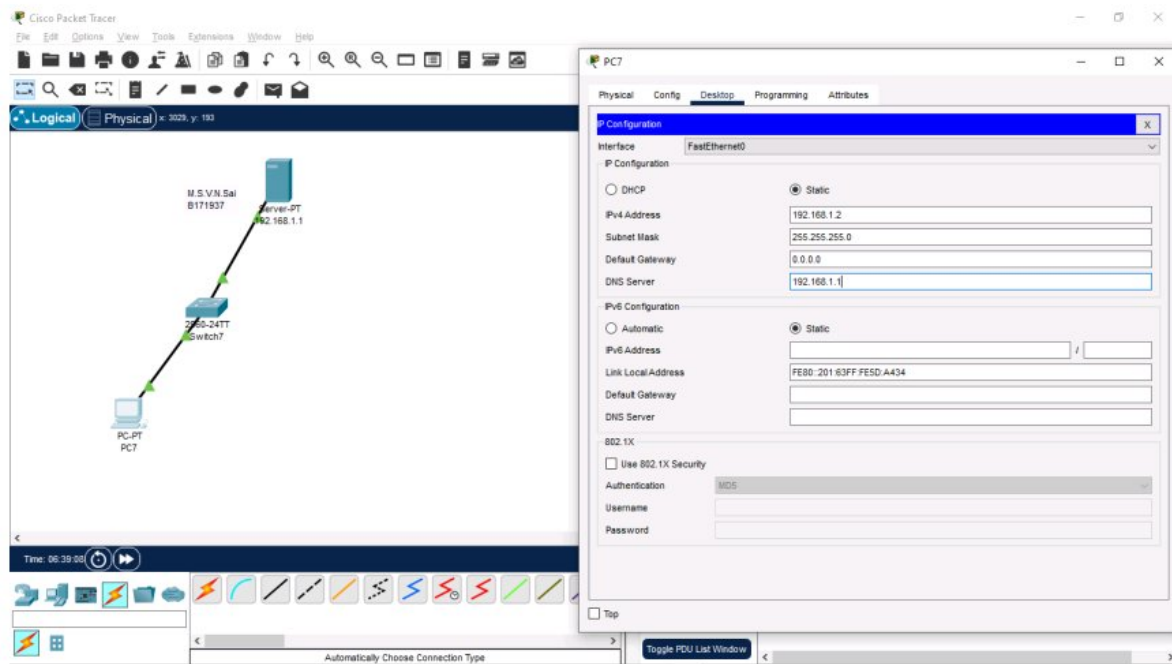 Cisco Packet Tracer
File Edit Options View Tools Extensions Window Help
Logical Physical x: 3029, y: 193
M.S.V.N.Sai
B171937
Server-PT
192.168.1.1
2960-24TT
Switch7
PC-PT
PC7
Time: 06:39:08
Automatically Choose Connection Type
PC7
Physical Config Desktop Programming Attributes
IP Configuration X
Interface FastEthernet0
IP Configuration
DHCP Static
IPv4 Address 192.168.1.2
Subnet Mask 255.255.255.0
Default Gateway 0.0.0.0
DNS Server 192.168.1.1
IPv6 Configuration
Automatic Static
IPv6 Address /
Link Local Address FE80::201:63FF:FE5D:A434
Default Gateway
DNS Server
802.1X
Use 802.1X Security
Authentication MD5
Username
Password
Top
Toggle PDU List Window